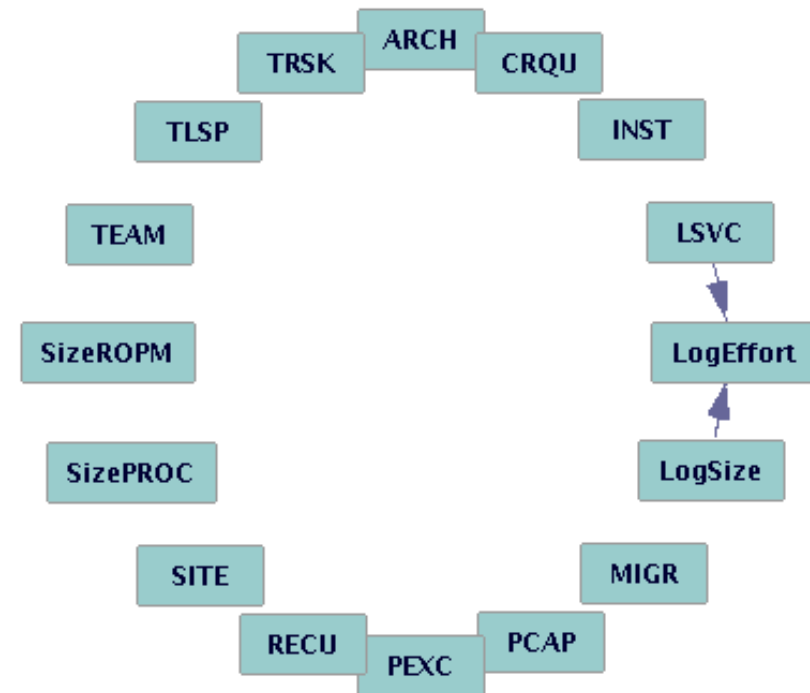 ARCH
TRSK
CRQU
TLSP
INST
TEAM
LSVC
SizeROPM
LogEffort
SizePROC
LogSize
SITE
MIGR
RECU
PCAP
PEXC